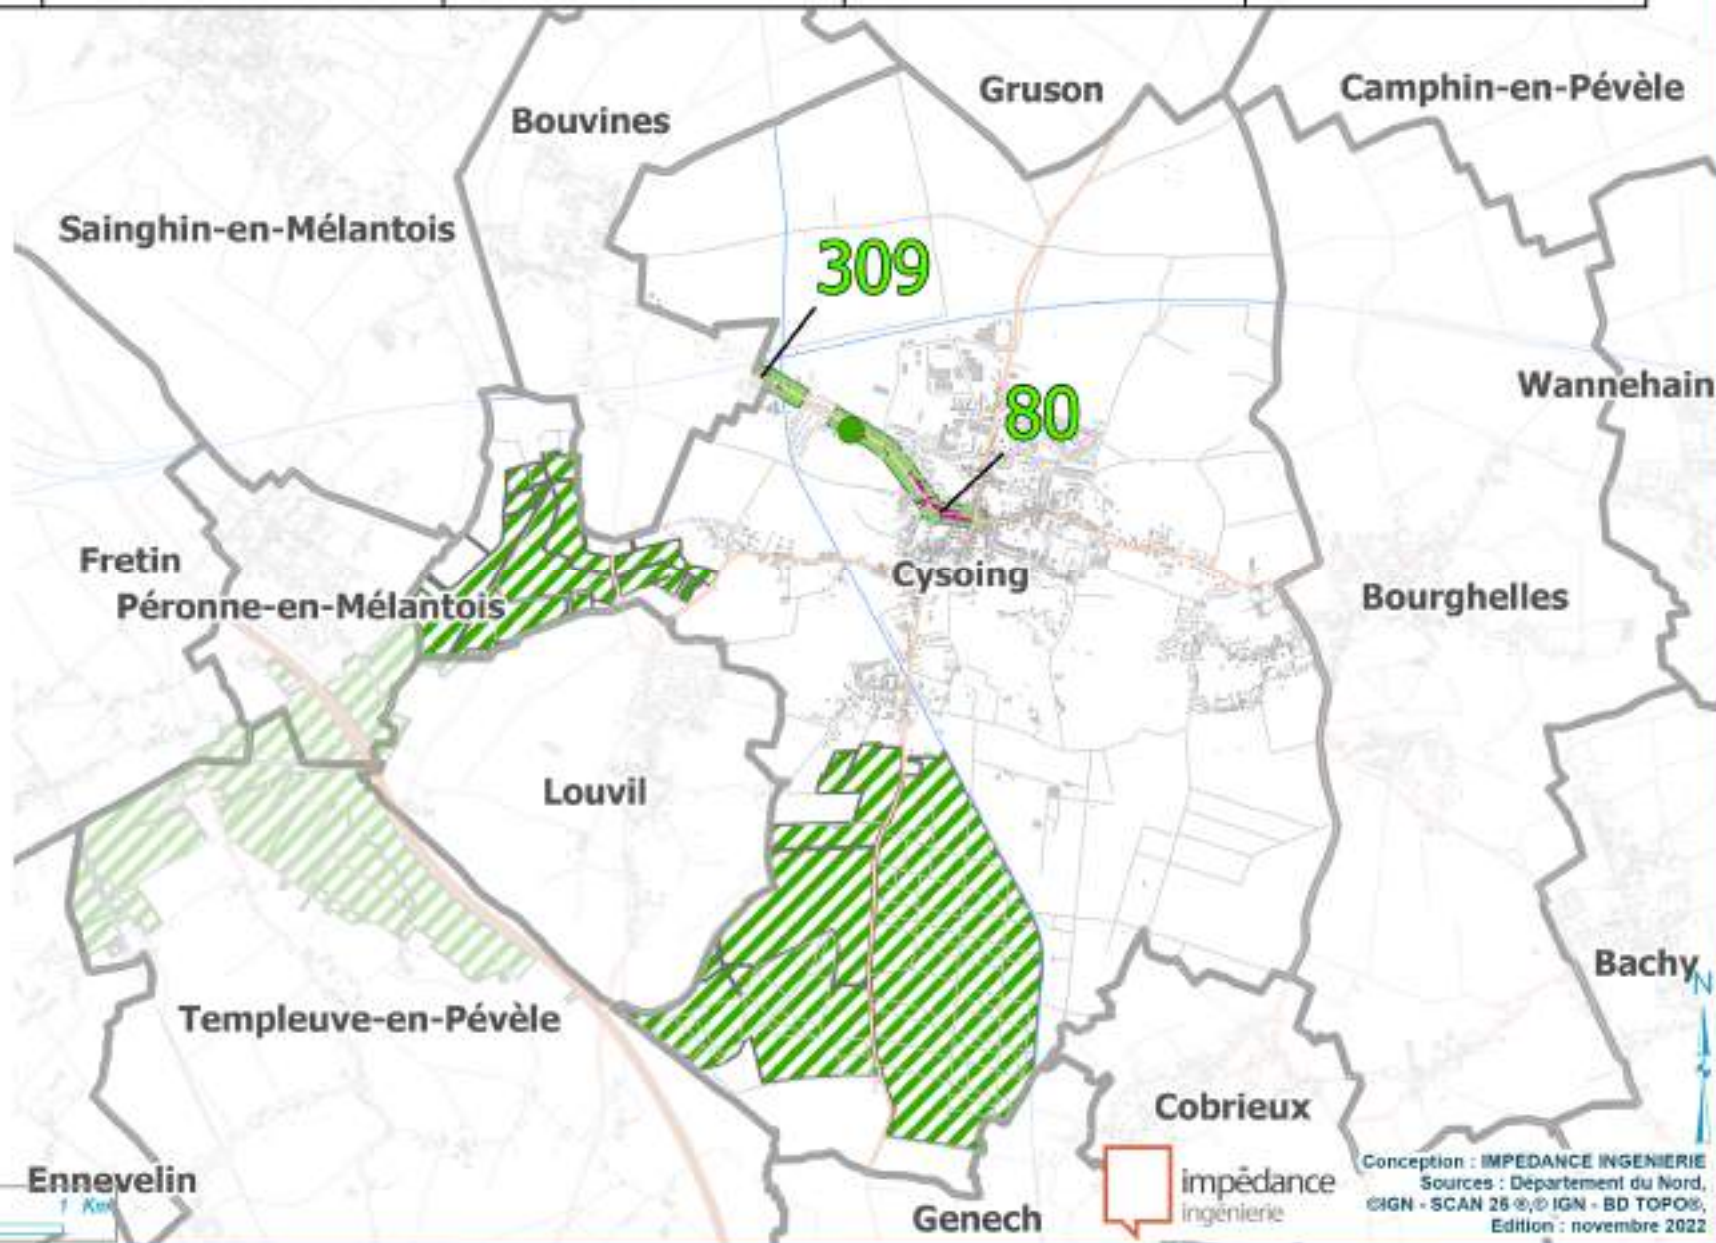 Gruson
Camphin-en-Pévèle
Bouvines
Sainghin-en-Mélantois
309
Wannehain
80
Fretin
Cysoing
Péronne-en-Mélantois
Bourghelles
Louvil
Bachy
N
Templeuve-en-Pévèle
Cobrieux
Ennevelin
1 Km
Genech
impédance
ingénierie
Conception : IMPEDANCE INGENIERIE
Sources : Département du Nord,
©IGN - SCAN 25 ®,© IGN - BD TOPO®,
Edition : novembre 2022